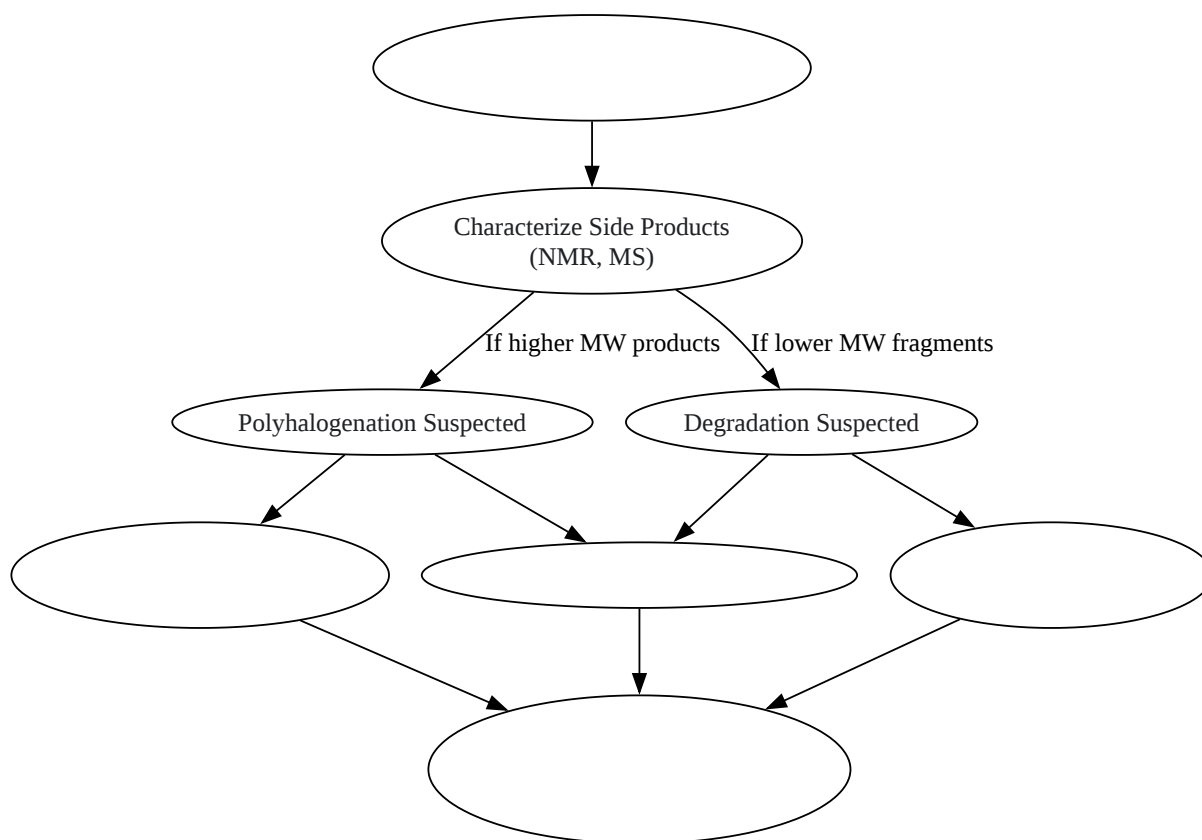 Characterize Side Products
(NMR, MS)
If higher MW products
If lower MW fragments
Polyhalogenation Suspected
Degradation Suspected